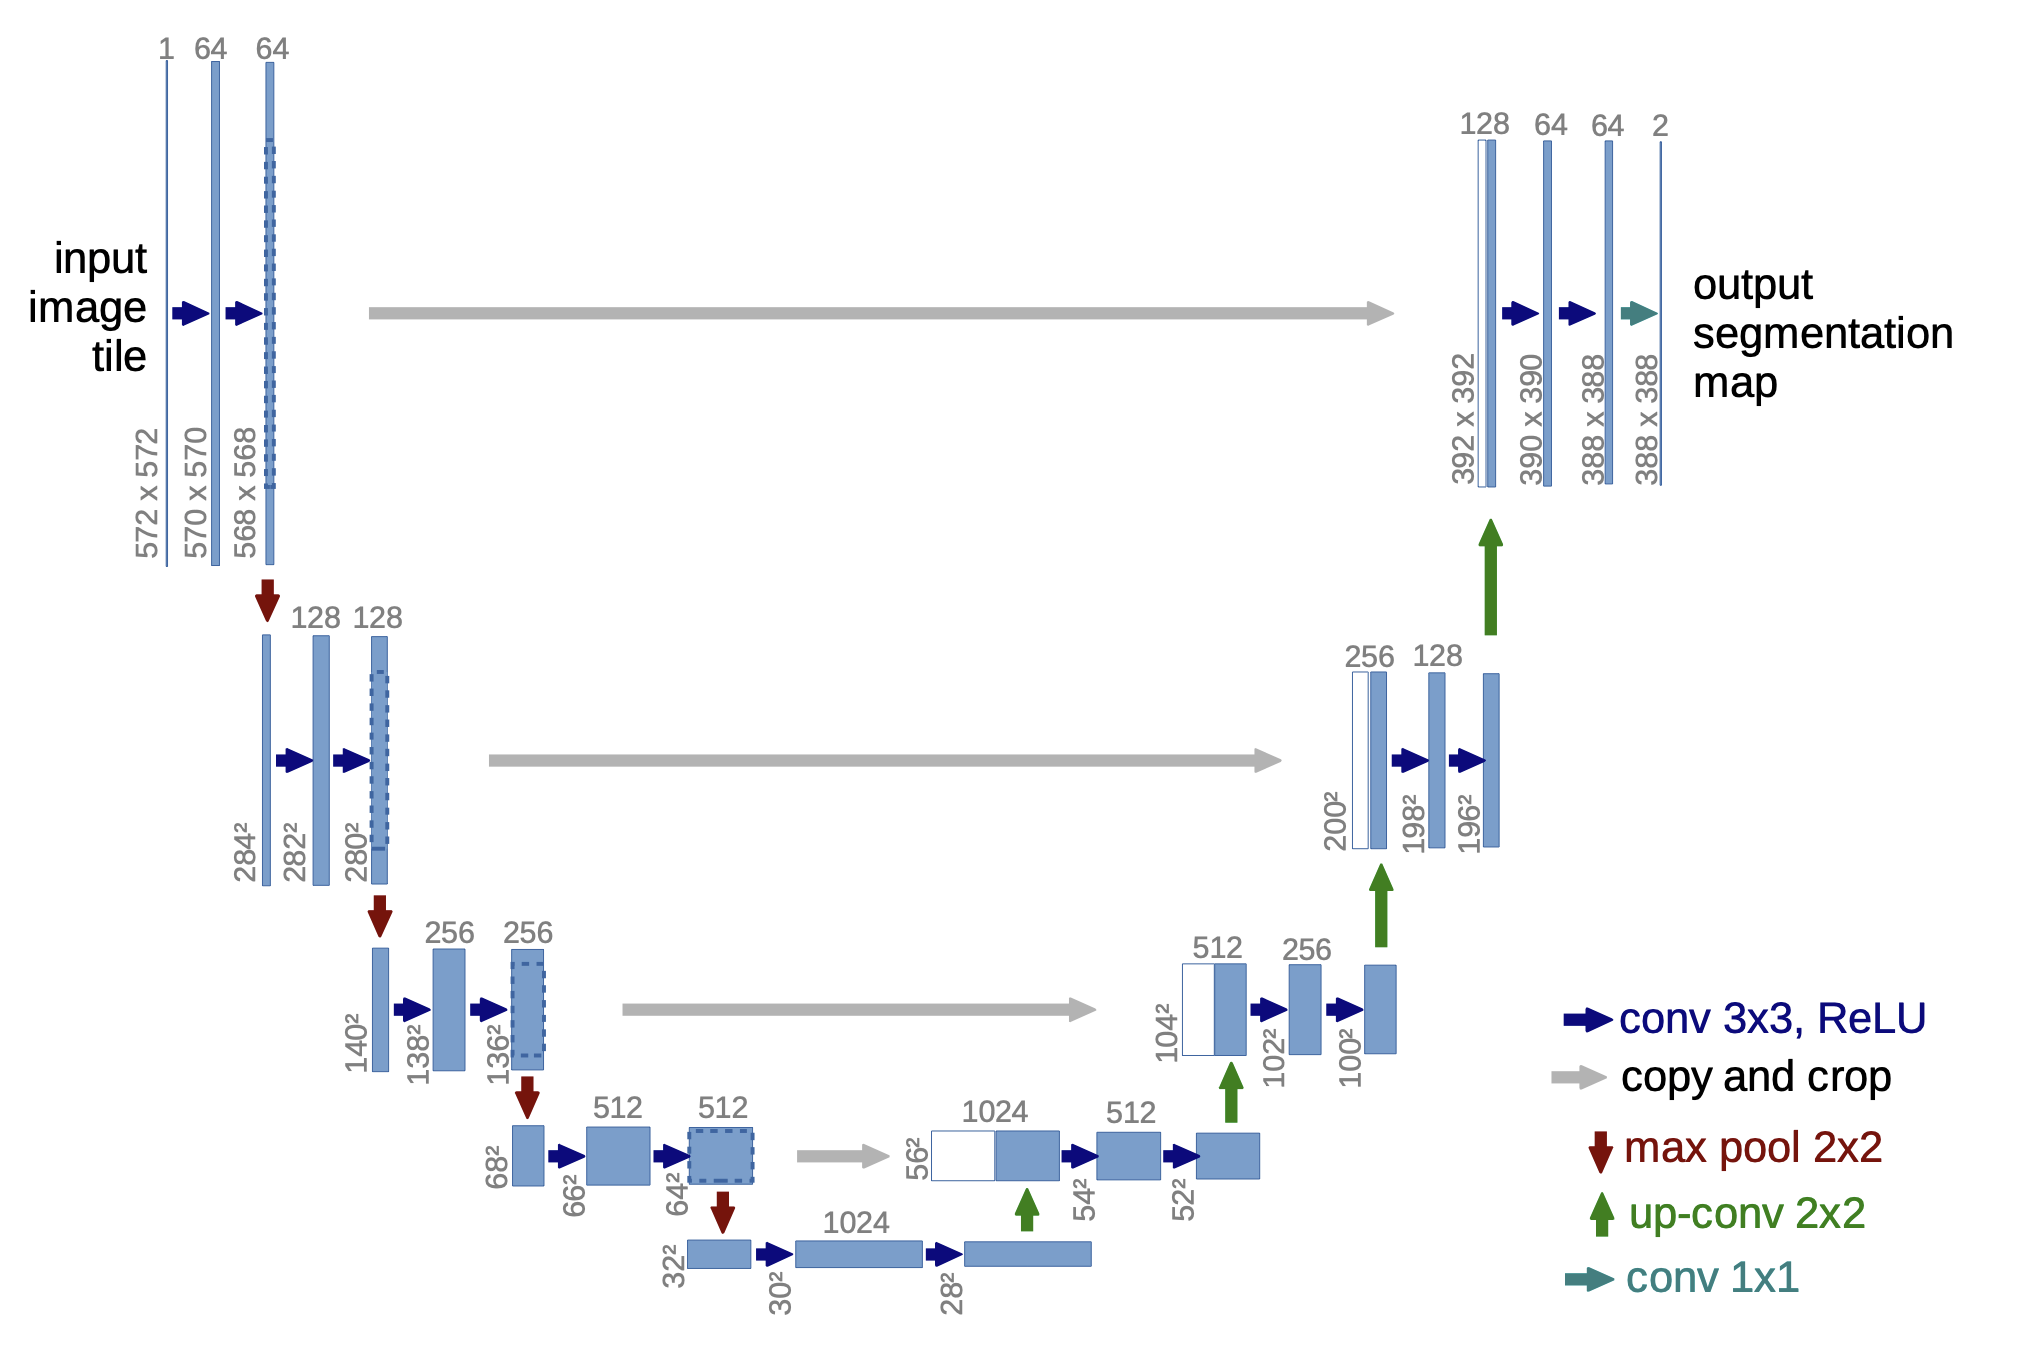 1 64 64
input
image
tile
572 x 572
570 x 570
568 x 568
128 64 64 2
output
segmentation
map
392 x 392
390 x 390
388 x 388
388 x 388
128 128
284²
282²
280²
256 128
200²
198²
196²
256 256
140²
138²
136²
512 256
104²
102²
100²
512 512
68²
66²
64²
1024 512
56²
54²
52²
1024
32²
30²
28²
conv 3x3, ReLU
copy and crop
max pool 2x2
up-conv 2x2
conv 1x1